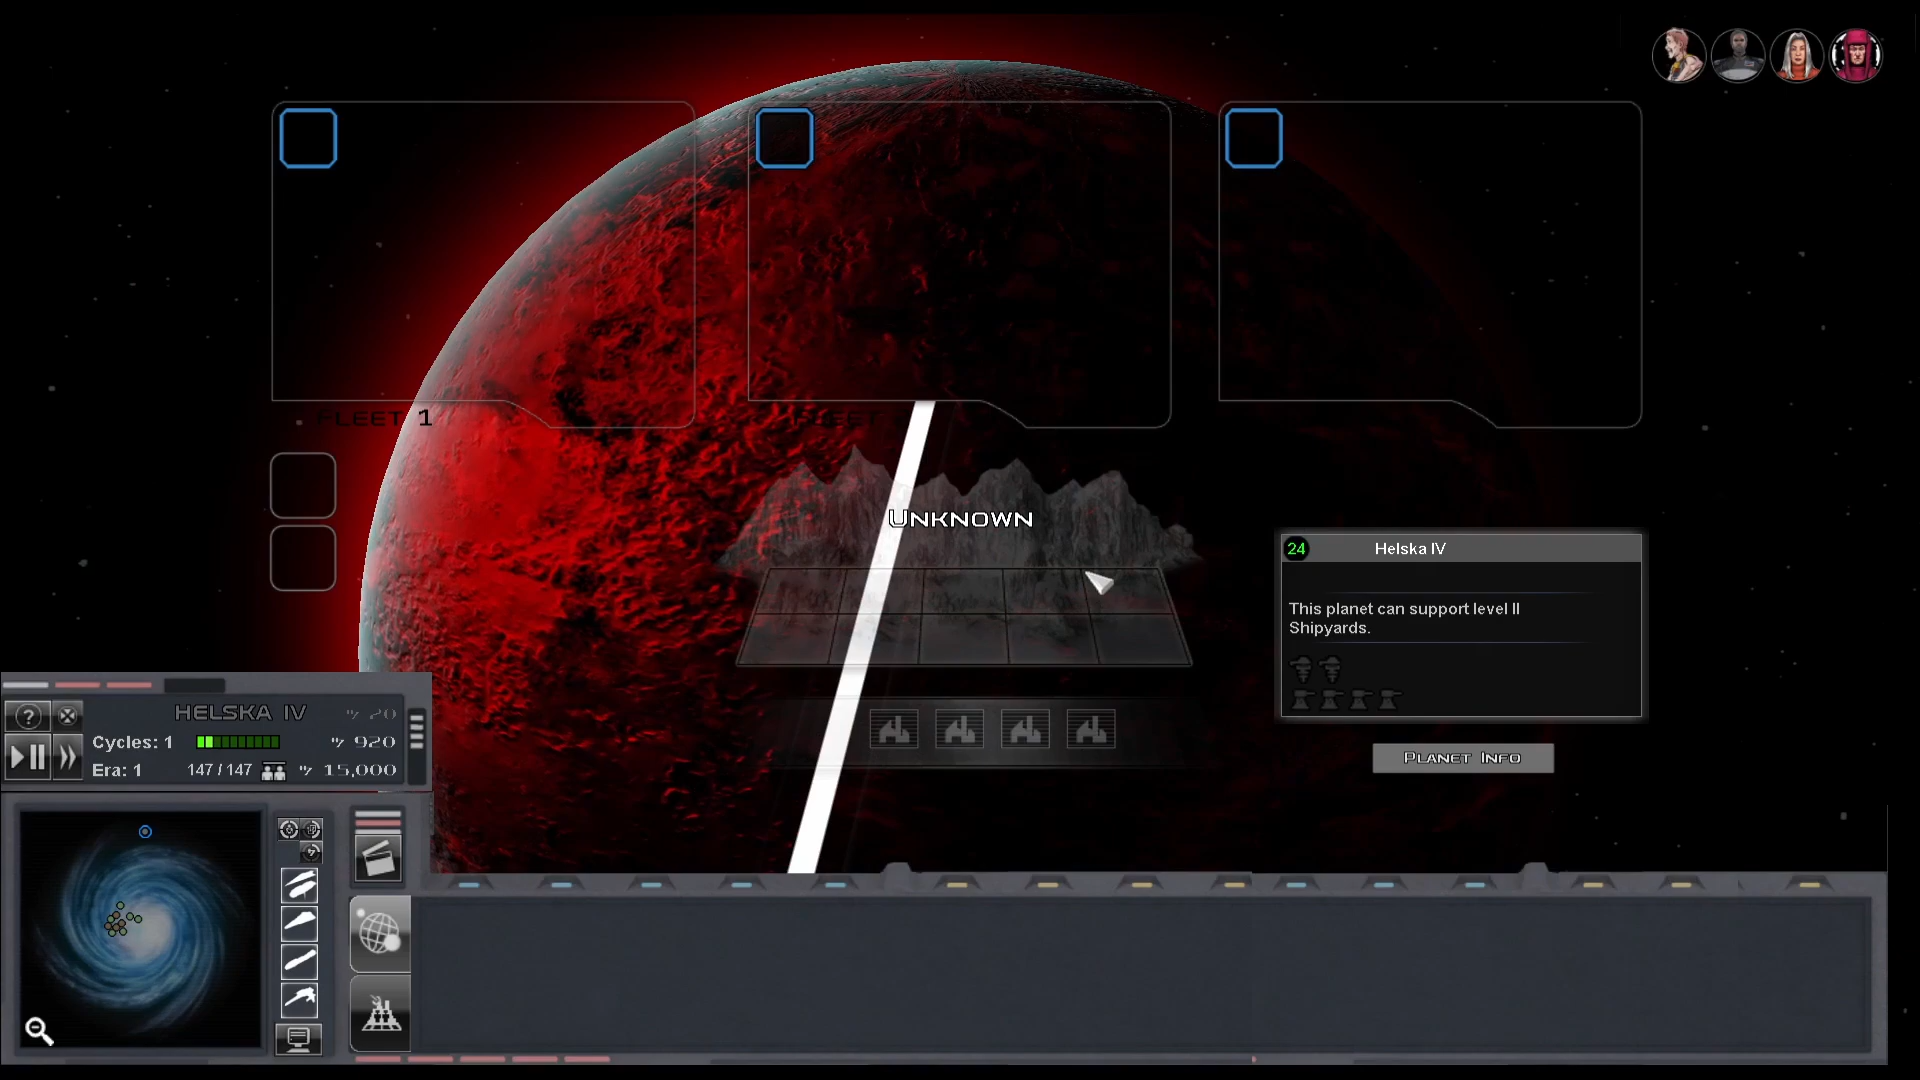 FLEET 1
FLEET
UNKNOWN
24
Helska IV
This planet can support level II
Shipyards.
PLANET INFO
?
HELSKA IV
20
Cycles: 1
920
Era: 1
147 / 147
15,000